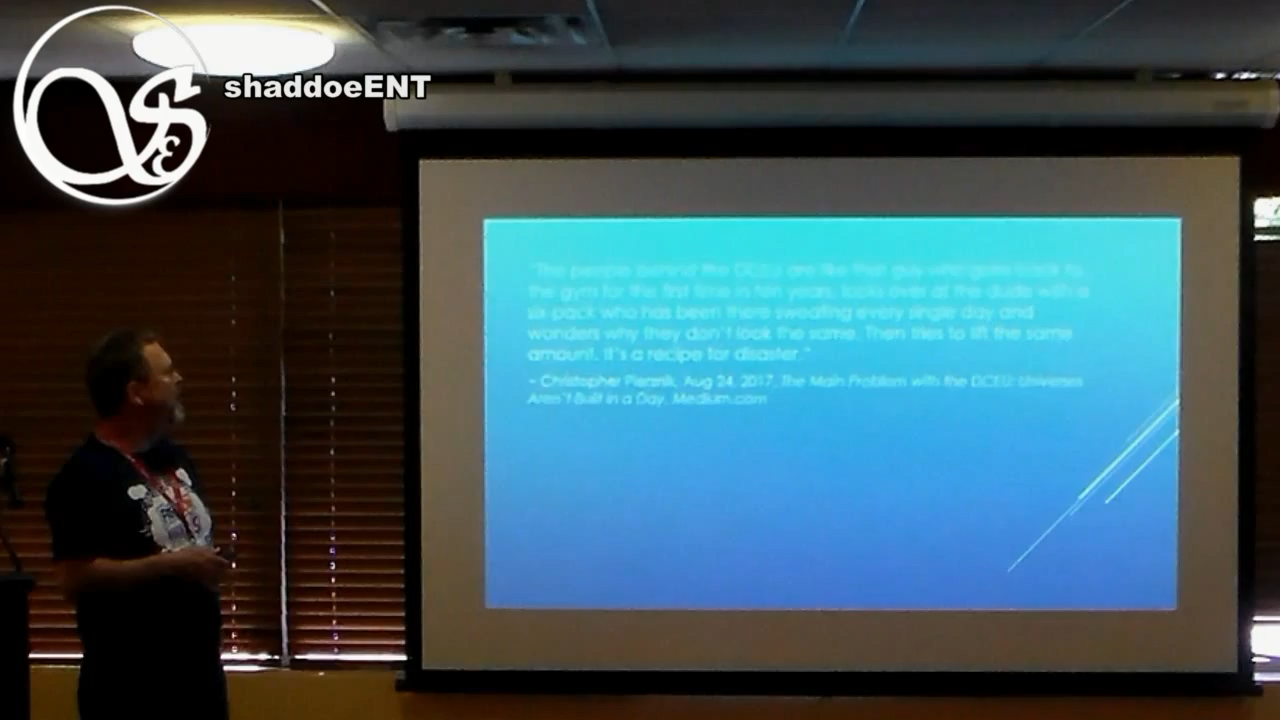 shaddoeENT
"The people behind the DCEU are like that guy who goes back to
the gym for the first time in ten years, looks over at the dude with a
six-pack who has been there sweating every single day and
wonders why they don't look the same. Then tries to lift the same
amount. It's a recipe for disaster."
- Christopher Aug 24, 2017, The Main Problem with the DCEU: Universes
Aren't Built in a Day, Medium.com